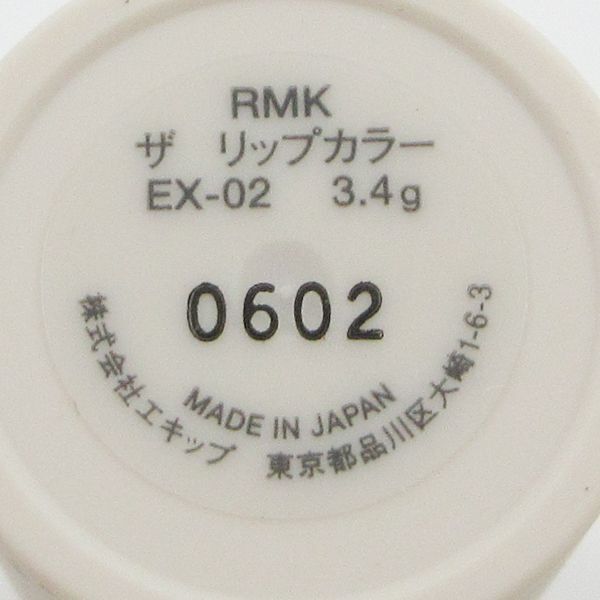 RMK
ザ リップカラー
EX-02 3.4g
0602
MADE IN JAPAN
株式会社エキップ 東京都品川区大崎1-6-3